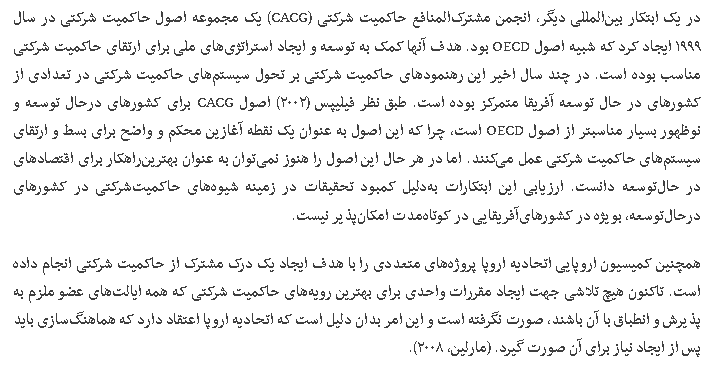 در یک ابتکار بین‌المللی دیگر، انجمن مشترک‌المنافع حاکمیت شرکتی (CACG) یک مجموعه اصول حاکمیت شرکتی در سال
۱۹۹۹ ایجاد کرد که شبیه اصول OECD بود. هدف آنها کمک به توسعه و ایجاد استراتژی‌های ملی برای ارتقای حاکمیت شرکتی
مناسب بوده است. در چند سال اخیر این رهنمودهای حاکمیت شرکتی بر تحول سیستم‌های حاکمیت شرکتی در تعدادی از
کشورهای در حال توسعه آفریقا متمرکز بوده است. طبق نظر فیلیپس (۲۰۰۲) اصول CACG برای کشورهای درحال توسعه و
نوظهور بسیار مناسبتر از اصول OECD است، چرا که این اصول به عنوان یک نقطه آغازین محکم و واضح برای بسط و ارتقای
سیستم‌های حاکمیت شرکتی عمل می‌کنند. اما در هر حال این اصول را هنوز نمی‌توان به عنوان بهترین‌راهکار برای اقتصادهای
در حال‌توسعه دانست. ارزیابی این ابتکارات به‌دلیل کمبود تحقیقات در زمینه شیوه‌های حاکمیت‌شرکتی در کشورهای
درحال‌توسعه، بویژه در کشورهای‌آفریقایی در کوتاه‌مدت امکان‌پذیر نیست.
همچنین کمیسیون اروپایی اتحادیه اروپا پروژه‌های متعددی را با هدف ایجاد یک درک مشترک از حاکمیت شرکتی انجام داده
است. تاکنون هیچ تلاشی جهت ایجاد مقررات واحدی برای بهترین رویه‌های حاکمیت شرکتی که همه ایالت‌های عضو ملزم به
پذیرش و انطباق با آن باشند، صورت نگرفته است و این امر بدان دلیل است که اتحادیه اروپا اعتقاد دارد که هماهنگ‌سازی باید
پس از ایجاد نیاز برای آن صورت گیرد. (مارلین، ۲۰۰۸).